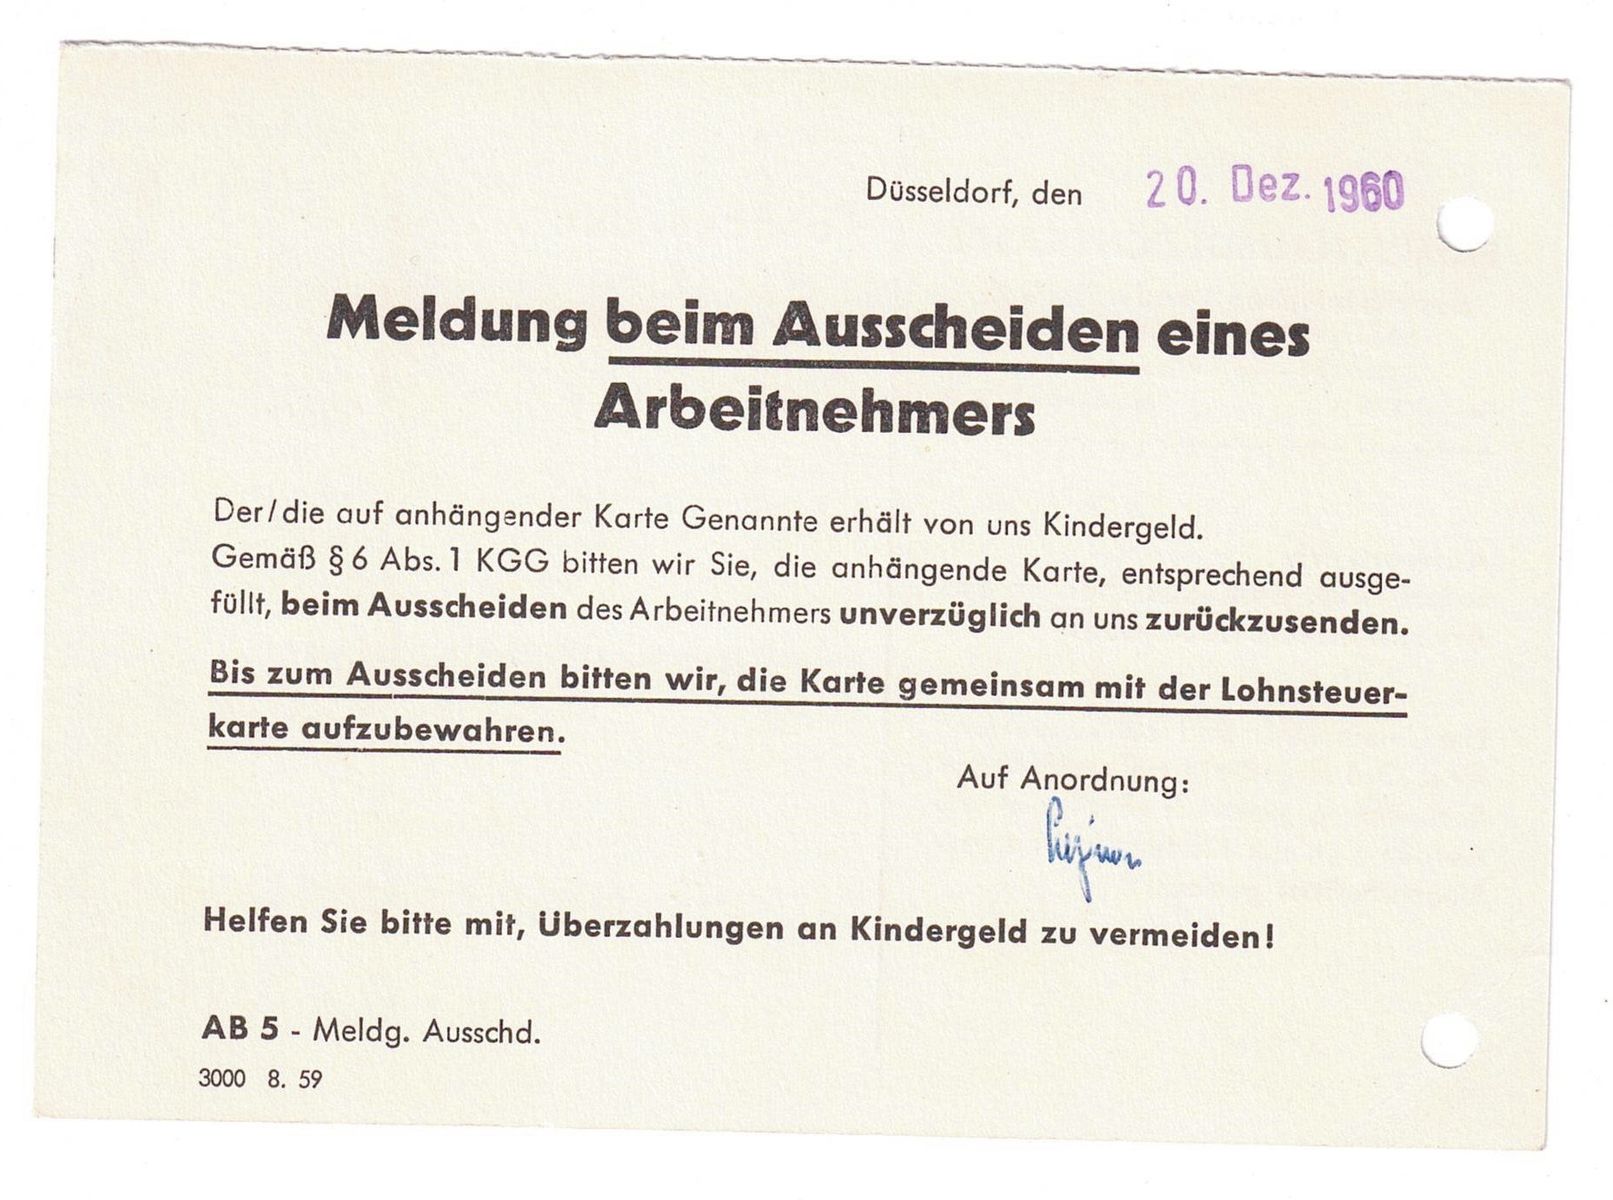 Düsseldorf, den 20. Dez. 1960
Meldung beim Ausscheiden eines
Arbeitnehmers
Der/die auf anhängender Karte Genannte erhält von uns Kindergeld.
Gemäß § 6 Abs. 1 KGG bitten wir Sie, die anhängende Karte, entsprechend ausge-
füllt, beim Ausscheiden des Arbeitnehmers unverzüglich an uns zurückzusenden.
Bis zum Ausscheiden bitten wir, die Karte gemeinsam mit der Lohnsteuer-
karte aufzubewahren.
Auf Anordnung:
Helfen Sie bitte mit, Überzahlungen an Kindergeld zu vermeiden!
AB 5 - Meldg. Ausschd.
3000 8. 59